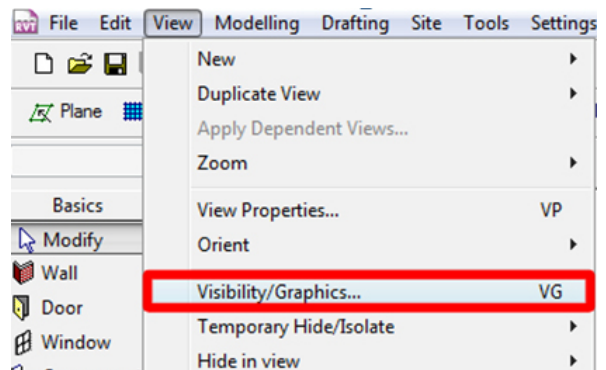 RVT File Edit View Modelling Drafting Site Tools Settings
New
Duplicate View
Plane
Apply Dependent Views...
Zoom
Basics
View Properties... VP
Modify
Orient
Wall
Visibility/Graphics... VG
Door
Temporary Hide/Isolate
Window
Hide in view